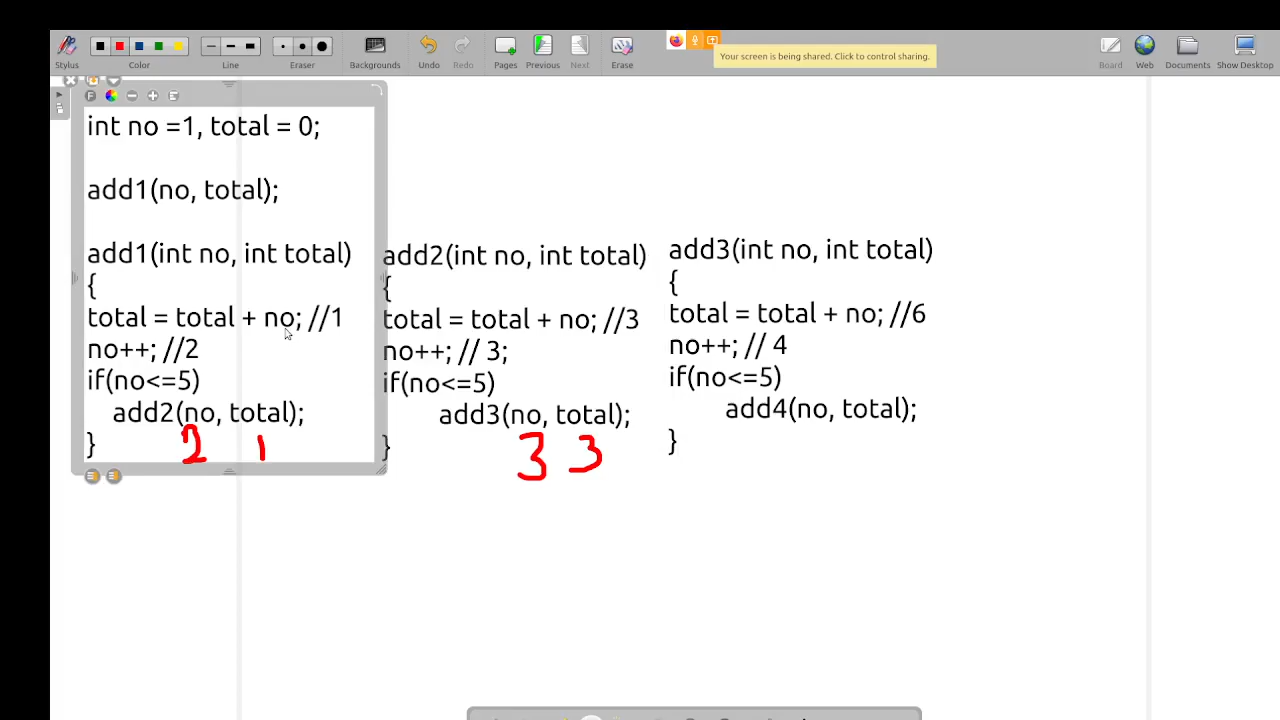 Styles Color Line Eraser Backgrounds Undo Redo Pages Previous Next Erase Board Web Documents Show Desktop
Your screen is being shared. Click to control sharing.
F
int no =1, total = 0;
add1(no, total);
add1(int no, int total)
{
total = total + no; //1
no++; //2
if(no<=5)
add2(no, total);
2 1
}
add2(int no, int total)
{
total = total + no; //3
no++; // 3;
if(no<=5)
add3(no, total);
3 3
}
add3(int no, int total)
{
total = total + no; //6
no++; // 4
if(no<=5)
add4(no, total);
}